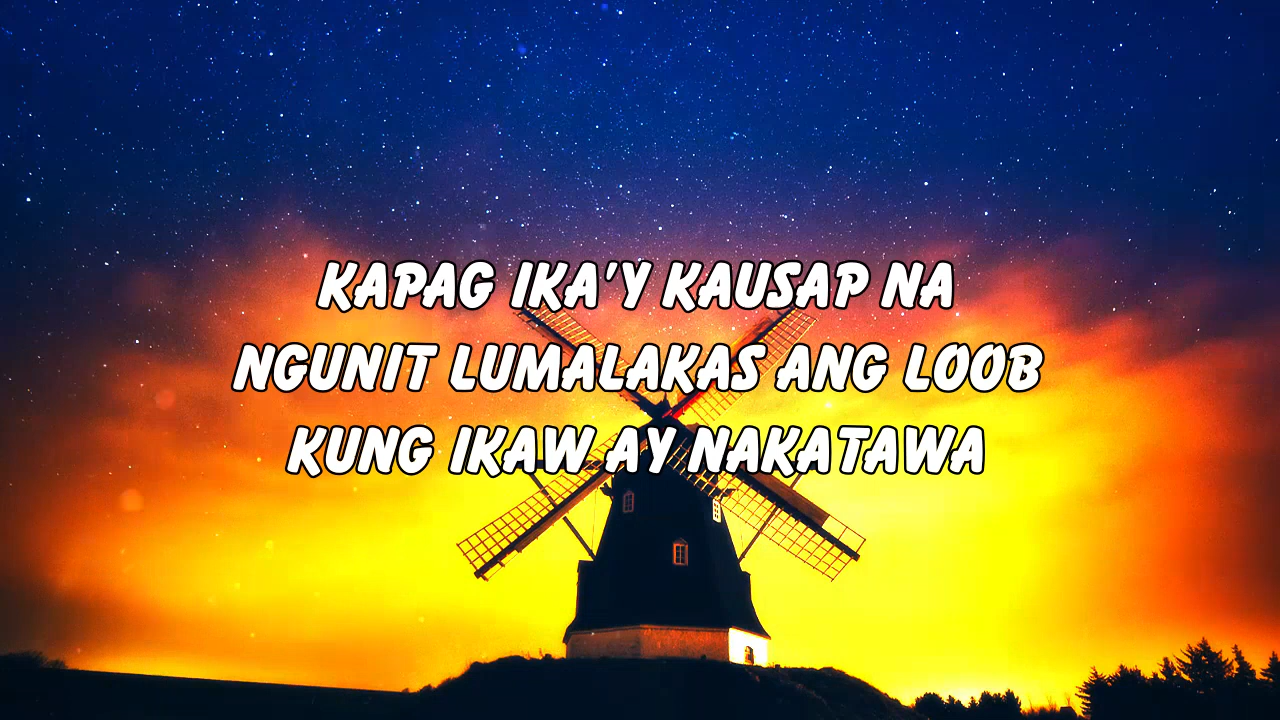 KAPAG IKA'Y KAUSAP NA
NGUNIT LUMALAKAS ANG LOOB
KUNG IKAW AY NAKATAWA